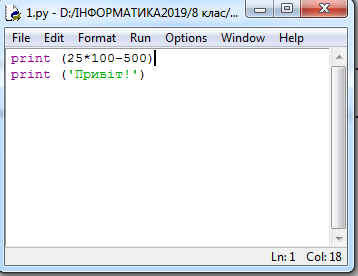 1.py - D:/ІНФОРМАТИКА2019/8 клас/...
File Edit Format Run Options Window Help
print (25*100-500)
print ('Привіт!')
Ln: 1 Col: 18